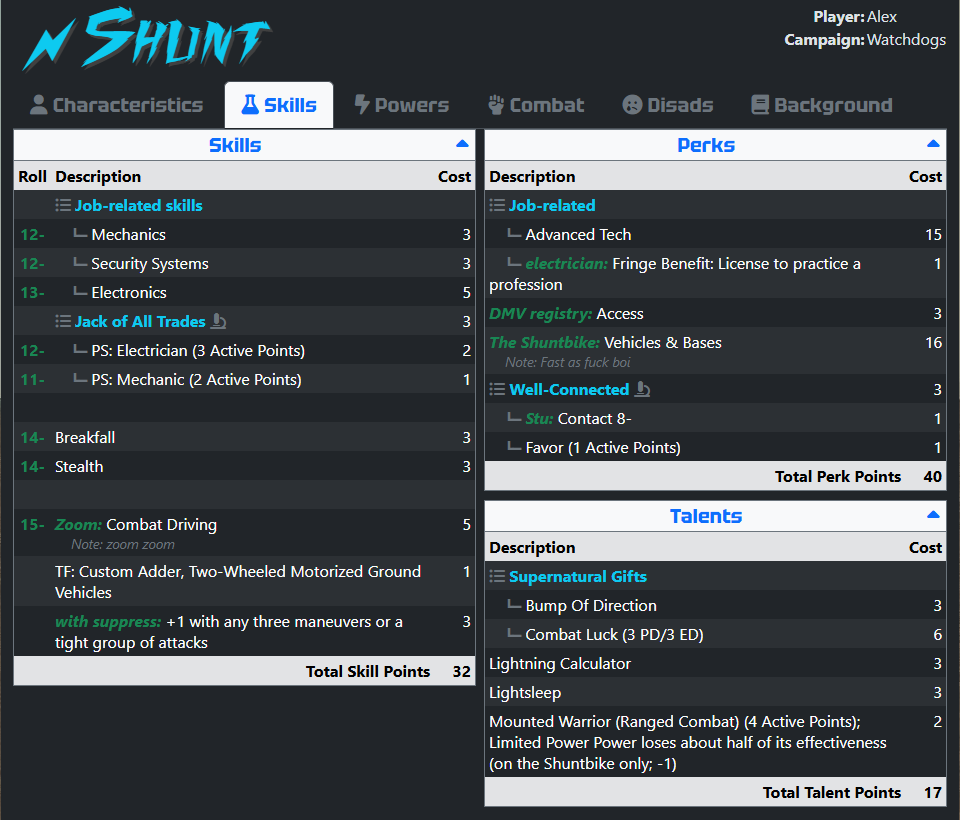 n Shunt
Player: Alex
Campaign: Watchdogs
Characteristics Skills Powers Combat Disads Background
Skills
Roll Description Cost
Job-related skills
12- Mechanics 3
12- Security Systems 3
13- Electronics 5
Jack of All Trades 3
12- PS: Electrician (3 Active Points) 2
11- PS: Mechanic (2 Active Points) 1
14- Breakfall 3
14- Stealth 3
15- Zoom: Combat Driving 5
Note: zoom zoom
TF: Custom Adder, Two-Wheeled Motorized Ground 1
Vehicles
with suppress: +1 with any three maneuvers or a 3
tight group of attacks
Total Skill Points 32
Perks
Description Cost
Job-related
Advanced Tech 15
electrician: Fringe Benefit: License to practice a 1
profession
DMV registry: Access 3
The Shuntbike: Vehicles & Bases 16
Note: Fast as fuck boi
Well-Connected 3
Stu: Contact 8- 1
Favor (1 Active Points) 1
Total Perk Points 40
Talents
Description Cost
Supernatural Gifts
Bump Of Direction 3
Combat Luck (3 PD/3 ED) 6
Lightning Calculator 3
Lightsleep 3
Mounted Warrior (Ranged Combat) (4 Active Points); 2
Limited Power Power loses about half of its effectiveness
(on the Shuntbike only; -1)
Total Talent Points 17